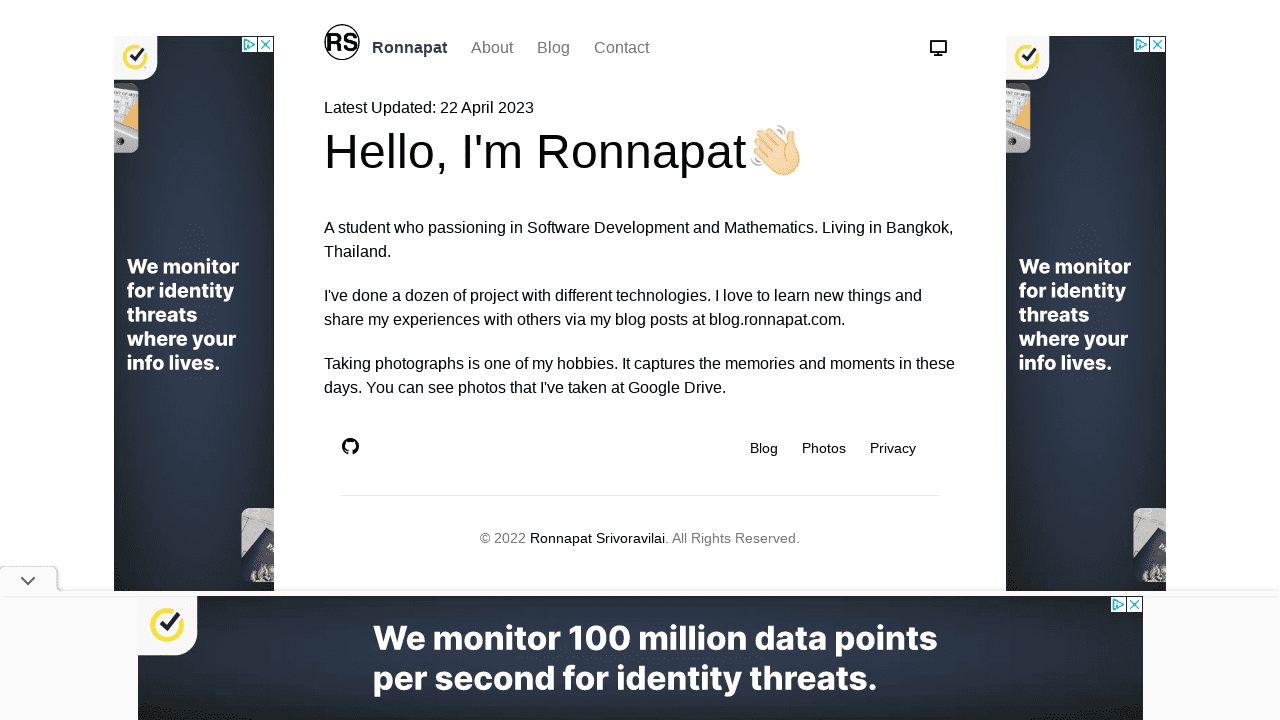 RS Ronnapat About Blog Contact
Latest Updated: 22 April 2023
Hello, I'm Ronnapat👋🏼
A student who passioning in Software Development and Mathematics. Living in Bangkok,
Thailand.
I've done a dozen of project with different technologies. I love to learn new things and
share my experiences with others via my blog posts at blog.ronnapat.com.
Taking photographs is one of my hobbies. It captures the memories and moments in these
days. You can see photos that I've taken at Google Drive.
Blog Photos Privacy
© 2022 Ronnapat Srivoravilai. All Rights Reserved.
We monitor
for identity
threats
where your
info lives.
We monitor
for identity
threats
where your
info lives.
We monitor 100 million data points
per second for identity threats.